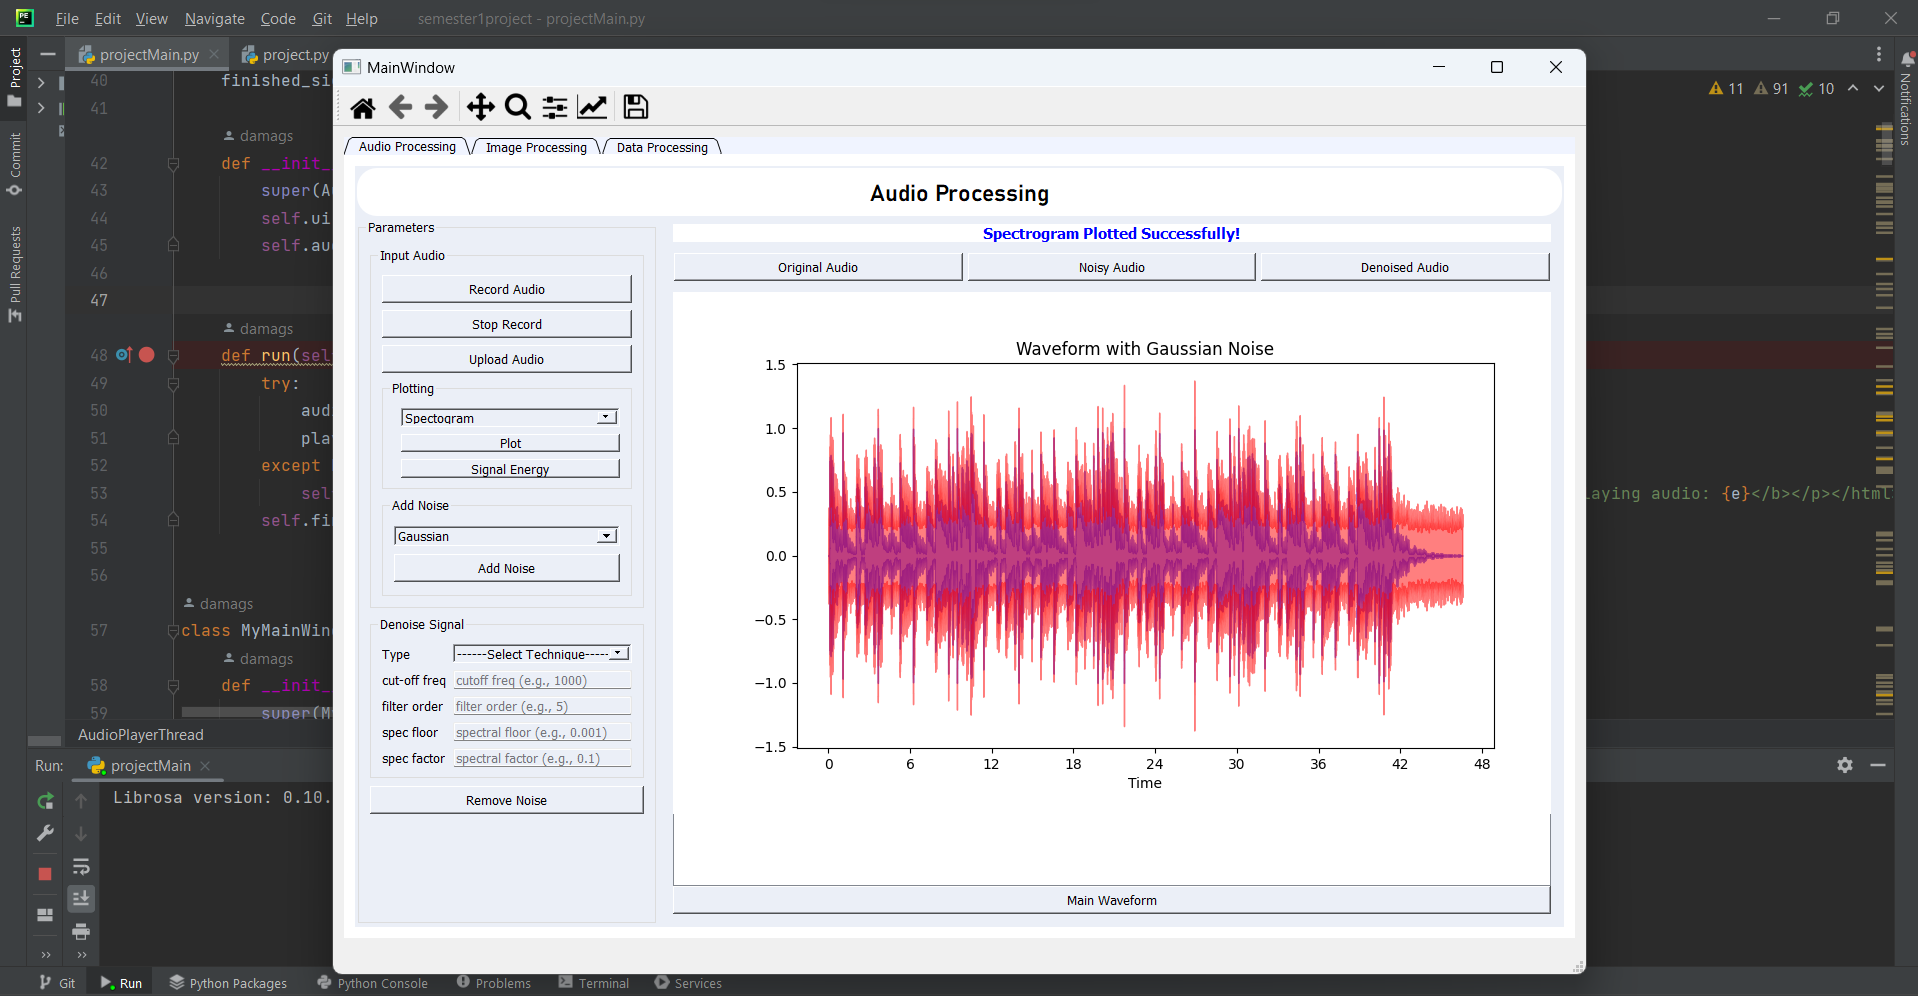 PE
File Edit View Navigate Code Git Help semester1project - projectMain.py
projectMain.py project.py
Project
Commit
Pull Requests
Notifications
11 91 10
40 finished_si
41
damags
42 def __init_
43 super(A
44 self.ui
45 self.au
46
47
damags
48 def run(sel
49 try:
50 aud
51 pla
52 except
53 sel
aying audio: {e}</b></p></html
54 self.fi
55
56
damags
57 class MyMainWin
damags
58 def __init_
59 super(M
AudioPlayerThread
Run: projectMain
Librosa version: 0.10.
Git Run Python Packages Python Console Problems Terminal Services
MainWindow
Audio Processing Image Processing Data Processing
Audio Processing
Parameters
Input Audio
Record Audio
Stop Record
Upload Audio
Plotting
Spectogram
Plot
Signal Energy
Add Noise
Gaussian
Add Noise
Denoise Signal
Type ------Select Technique-----
cut-off freq cutoff freq (e.g., 1000)
filter order filter order (e.g., 5)
spec floor spectral floor (e.g., 0.001)
spec factor spectral factor (e.g., 0.1)
Remove Noise
Spectrogram Plotted Successfully!
Original Audio Noisy Audio Denoised Audio
Waveform with Gaussian Noise
1.5
1.0
0.5
0.0
−0.5
−1.0
−1.5
0 6 12 18 24 30 36 42 48
Time
Main Waveform